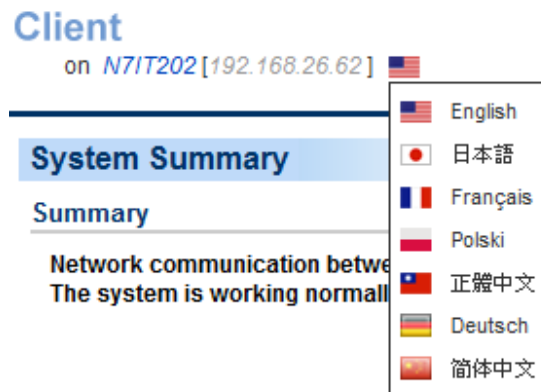 Client
on N7IT202 [192.168.26.62]
English
日本語
System Summary
Français
Summary
Polski
Network communication betwe
正體中文
The system is working normall
Deutsch
简体中文